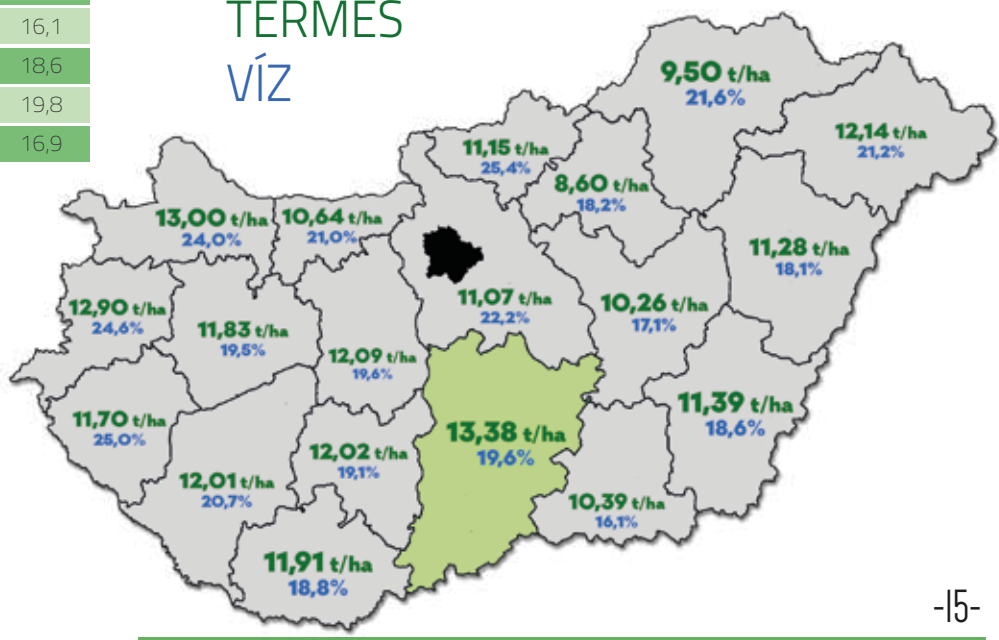 16,1
18,6
19,8
16,9
TERMÉS
VÍZ
9,50 t/ha
21,6%
12,14 t/ha
21,2%
11,15 t/ha
25,4%
8,60 t/ha
18,2%
13,00 t/ha
24,0%
10,64 t/ha
21,0%
11,28 t/ha
18,1%
11,07 t/ha
22,2%
10,26 t/ha
17,1%
12,90 t/ha
24,6%
11,83 t/ha
19,5%
12,09 t/ha
19,6%
11,39 t/ha
18,6%
11,70 t/ha
25,0%
13,38 t/ha
19,6%
12,02 t/ha
19,1%
12,01 t/ha
20,7%
10,39 t/ha
16,1%
11,91 t/ha
18,8%
-15-